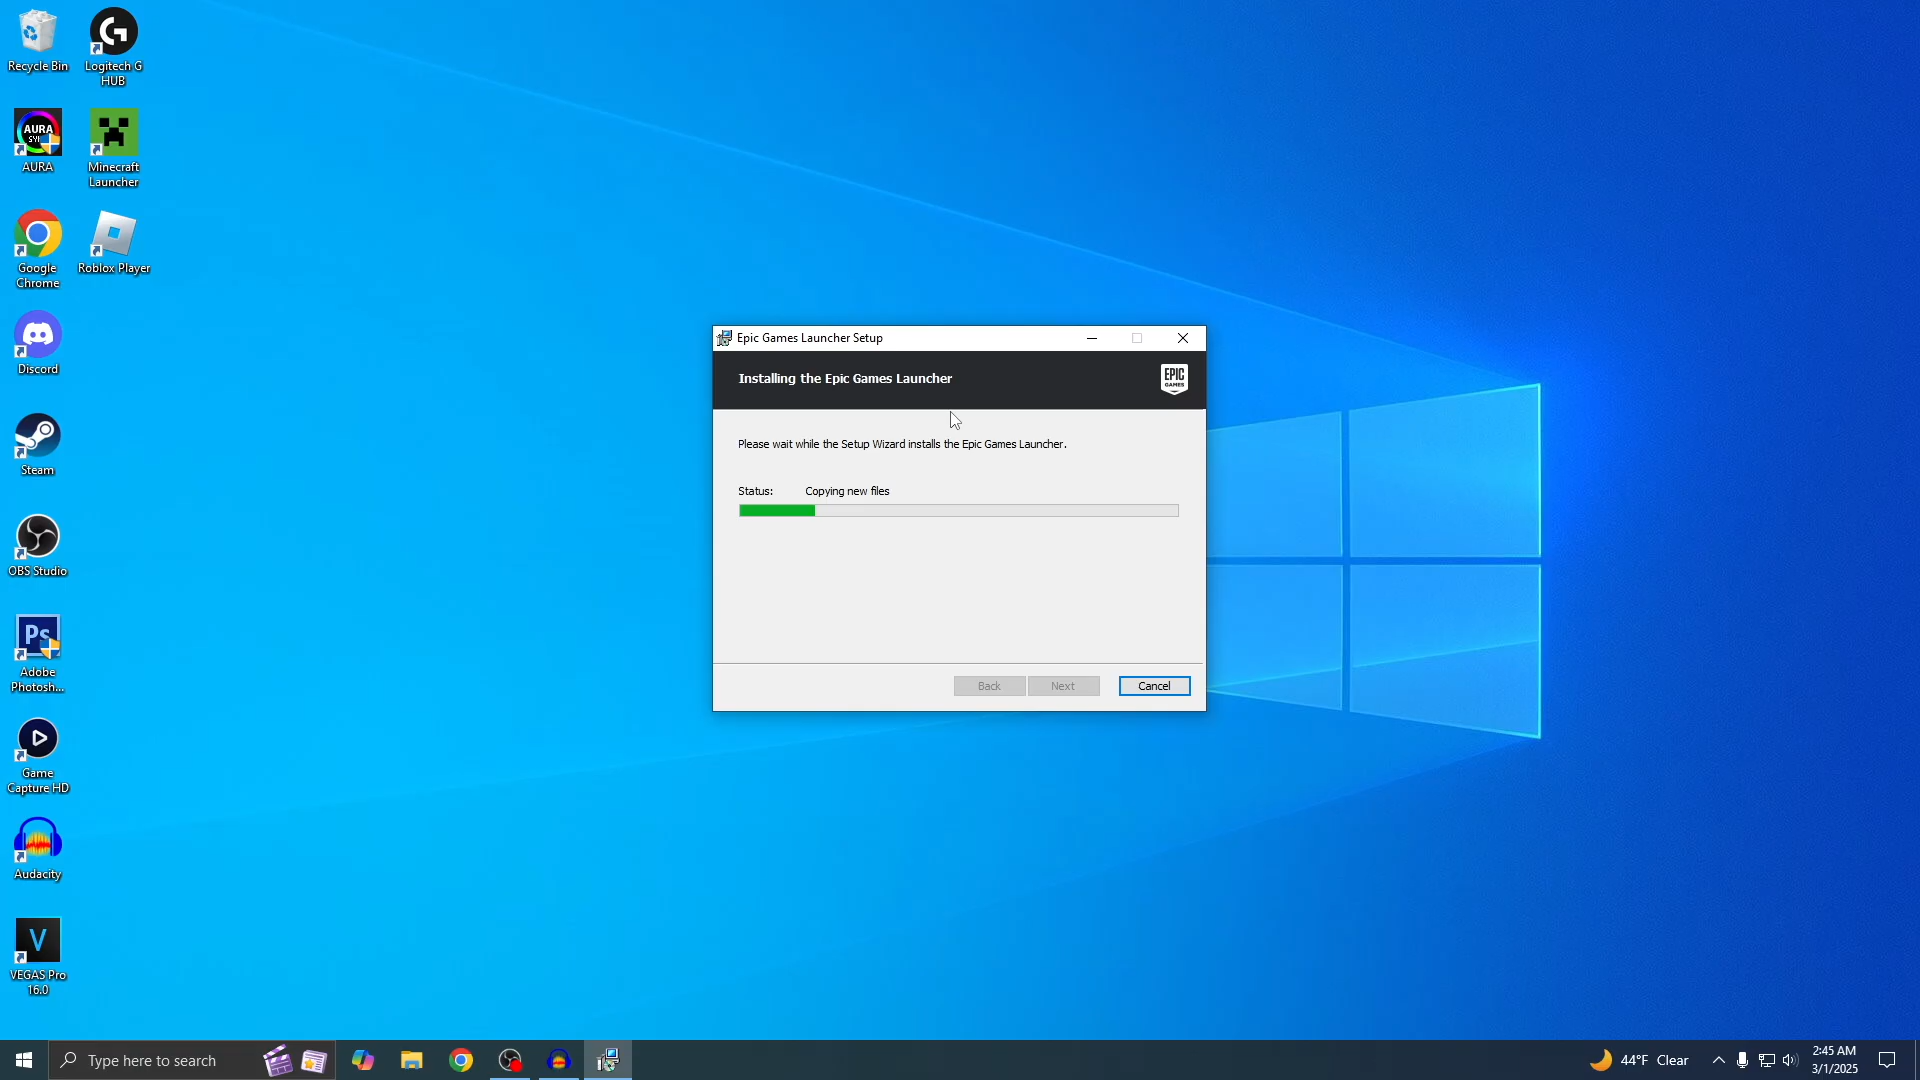 Recycle Bin
Logitech G
HUB
AURA
SYNC
AURA
Minecraft
Launcher
Google
Chrome
Roblox Player
Discord
Steam
OBS Studio
Ps
Adobe
Photosh...
Game
Capture HD
Audacity
V
VEGAS Pro
16.0
Epic Games Launcher Setup
Installing the Epic Games Launcher
EPIC
GAMES
Please wait while the Setup Wizard installs the Epic Games Launcher.
Status: Copying new files
Back Next Cancel
Type here to search
44°F Clear
2:45 AM
3/1/2025